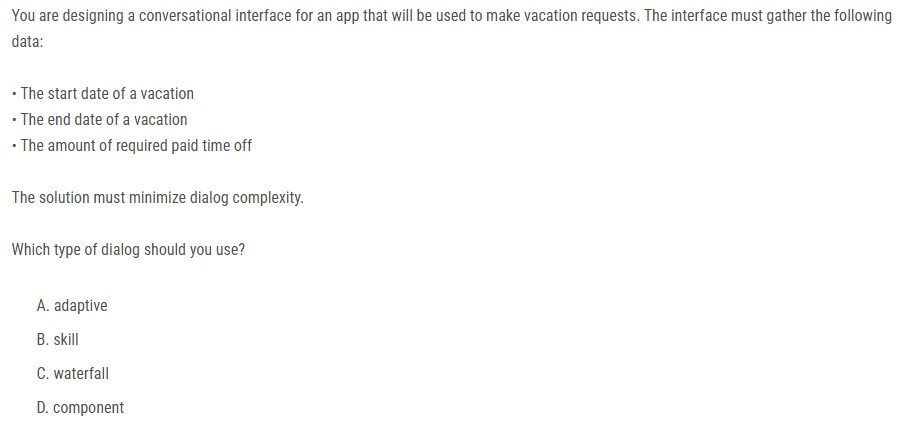 You are designing a conversational interface for an app that will be used to make vacation requests. The interface must gather the following
data:
• The start date of a vacation
• The end date of a vacation
• The amount of required paid time off
The solution must minimize dialog complexity.
Which type of dialog should you use?
A. adaptive
B. skill
C. waterfall
D. component